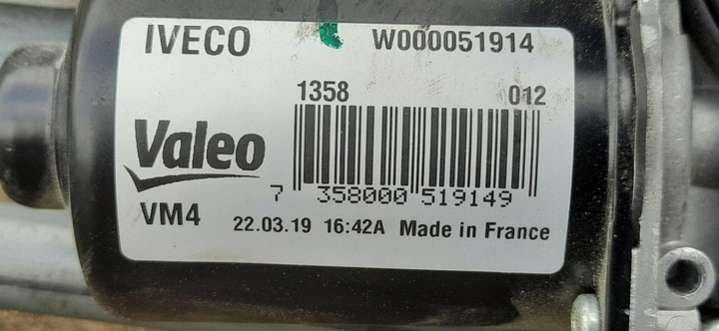 IVECO W000051914
1358 012
Valeo
7 358000 519149
VM4 22.03.19 16:42A Made in France